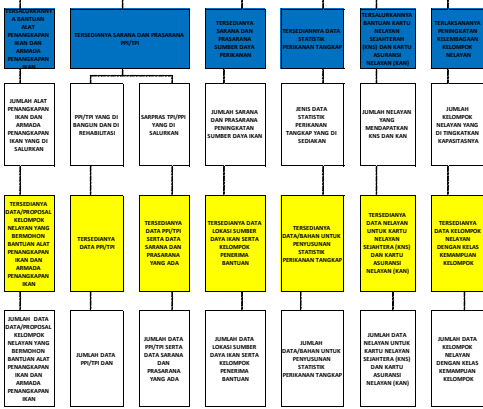 TERSALURKANNY
A BANTUAN
ALAT
PENANGKAPAN
IKAN DAN
ARMADA
PENANGKAPAN
IKAN
TERSEDIANYA SARANA DAN PRASARANA
PPI/TPI
TERSEDIANYA
SARANA DAN
PRASARANA
SUMBER DAYA
PERIKANAN
TERSEDIANYA DATA
STATISTIK
PERIKANAN TANGKAP
TERSALURKANNYA
BANTUAN KARTU
NELAYAN
SEJAHTERAH
(KNS) DAN KARTU
ASURANSI
NELAYAN (KAN)
TERLAKSANANYA
PENINGKATAN
KELEMBAGAAN
KELOMPOK
NELAYAN
JUMLAH ALAT
PENANGKAPAN
IKAN DAN
ARMADA
PENANGKAPAN
IKAN YANG DI
SALURKAN
PPI/TPI YANG DI
BANGUN DAN DI
REHABILITASI
SARPRAS TPI/PPI
YANG DI
SALURKAN
JUMLAH SARANA
DAN PRASARANA
PENINGKATAN
SUMBER DAYA IKAN
JENIS DATA
STATISTIK
PERIKANAN
TANGKAP YANG DI
SEDIAKAN
JUMLAH NELAYAN
YANG
MENDAPATKAN
KNS DAN KAN
JUMLAH
KELOMPOK
NELAYAN YANG
DI TINGKATKAN
KAPASITASNYA
TERSEDIANYA
DATA/PROPOSAL
KELOMPOK
NELAYAN YANG
BERMOHON
BANTUAN ALAT
PENANGKAPAN
IKAN DAN
ARMADA
PENANGKAPAN
IKAN
TERSEDIANYA
DATA PPI/TPI
TERSEDIANYA
DATA PPI/TPI
SERTA DATA
SARANA DAN
PRASARANA
YANG ADA
TERSEDIANYA DATA
LOKASI SUMBER
DAYA IKAN SERTA
KELOMPOK
PENERIMA
BANTUAN
TERSEDIANYA
DATA/BAHAN UNTUK
PENYUSUNAN
STATISTIK
PERIKANAN TANGKAP
TERSEDIANYA
DATA NELAYAN
UNTUK KARTU
NELAYAN
SEJAHTERA (KNS)
DAN KARTU
ASURANSI
NELAYAN (KAN)
TERSEDIANYA
DATA KELOMPOK
NELAYAN
DENGAN KELAS
KEMAMPUAN
KELOMPOK
JUMLAH DATA
DATA/PROPOSAL
KELOMPOK
NELAYAN YANG
BERMOHON
BANTUAN ALAT
PENANGKAPAN
IKAN DAN
ARMADA
PENANGKAPAN
IKAN
JUMLAH DATA
PPI/TPI DAN
JUMLAH DATA
PPI/TPI SERTA
DATA SARANA
DAN
PRASARANA
YANG ADA
JUMLAH DATA
LOKASI SUMBER
DAYA IKAN SERTA
KELOMPOK
PENERIMA
BANTUAN
JUMLAH
DATA/BAHAN UNTUK
PENYUSUNAN
STATISTIK
PERIKANAN TANGKAP
JUMLAH DATA
NELAYAN UNTUK
KARTU NELAYAN
SEJAHTERA (KNS)
DAN KARTU
ASURANSI
NELAYAN (KAN)
JUMLAH DATA
KELOMPOK
NELAYAN
DENGAN KELAS
KEMAMPUAN
KELOMPOK